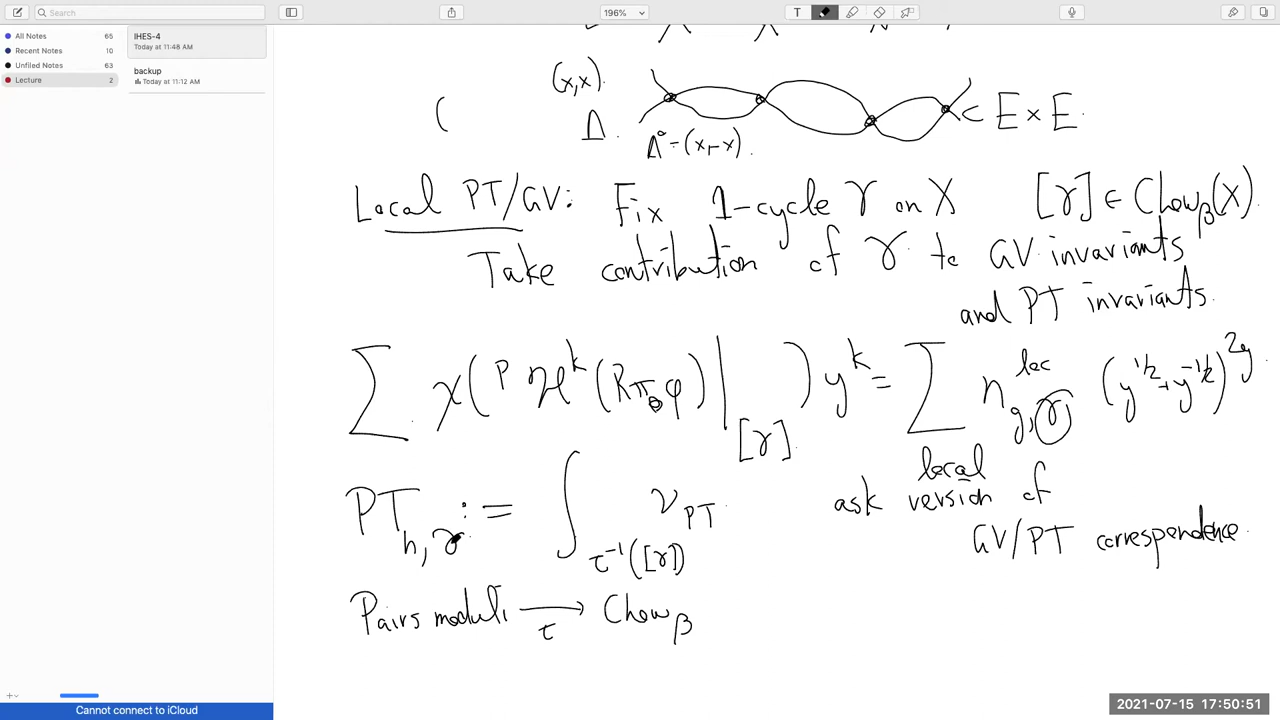 Search
196%
T
All Notes 65
Recent Notes 10
Unfiled Notes 63
Lecture 2
IHES-4
Today at 11:48 AM
backup
Today at 11:12 AM
(x,x).
( Δ. ⊂ E × E.
Δ° ÷ (x,-x).
Local PT/GV: Fix 1-cycle γ on X [γ] ∈ Chow_β(X).
Take contribution of γ to GV invariants
and PT invariants.
∑ χ(ᵖℋ^k(Rπ_*φ)|_[γ]) y^k = ∑ n^{loc}_{g,γ} (y^{1/2}+y^{-1/2})^{2g}.
PT_{n,γ} := ∫_{τ^{-1}([γ])} ν_PT
ask local version of
GV/PT correspondence.
Pairs moduli →_τ Chow_β
Cannot connect to iCloud
2021-07-15 17:50:51